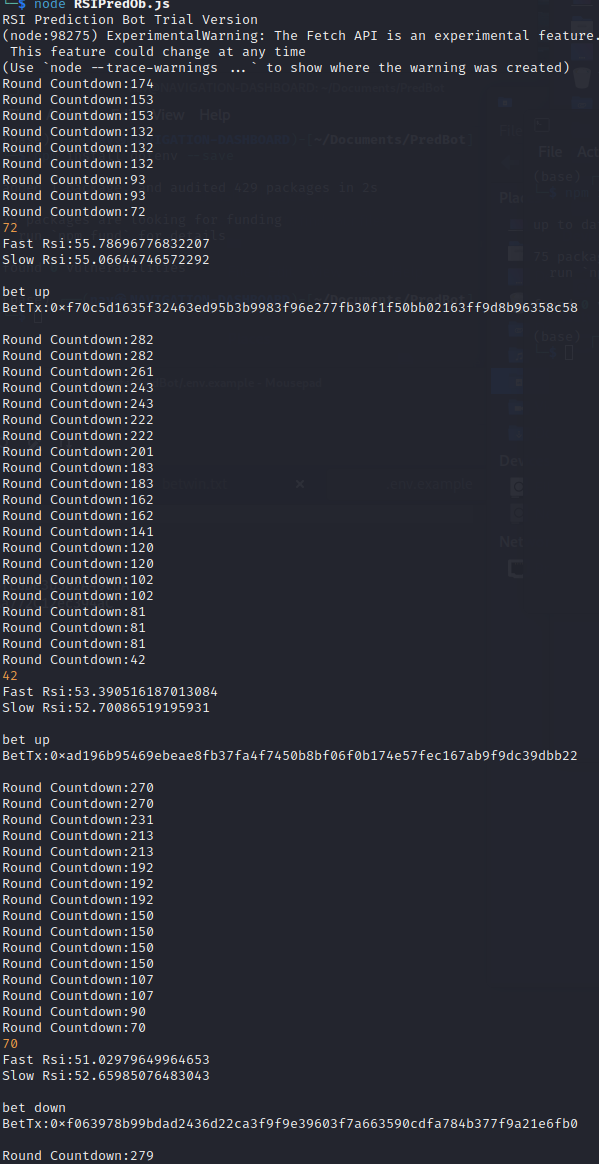 $ node RSIPredOb.js
RSI Prediction Bot Trial Version
(node:98275) ExperimentalWarning: The Fetch API is an experimental feature.
This feature could change at any time
(Use `node --trace-warnings ...` to show where the warning was created)
Round Countdown:174
Round Countdown:153
Round Countdown:153
Round Countdown:132
Round Countdown:132
Round Countdown:132
Round Countdown:93
Round Countdown:93
Round Countdown:72
72
Fast Rsi:55.78696776832207
Slow Rsi:55.06644746572292
bet up
BetTx:0×f70c5d1635f32463ed95b3b9983f96e277fb30f1f50bb02163ff9d8b96358c58
Round Countdown:282
Round Countdown:282
Round Countdown:261
Round Countdown:243
Round Countdown:243
Round Countdown:222
Round Countdown:222
Round Countdown:201
Round Countdown:183
Round Countdown:183
Round Countdown:162
Round Countdown:162
Round Countdown:141
Round Countdown:120
Round Countdown:120
Round Countdown:102
Round Countdown:102
Round Countdown:81
Round Countdown:81
Round Countdown:81
Round Countdown:42
42
Fast Rsi:53.390516187013084
Slow Rsi:52.70086519195931
bet up
BetTx:0×ad196b95469ebeae8fb37fa4f7450b8bf06f0b174e57fec167ab9f9dc39dbb22
Round Countdown:270
Round Countdown:270
Round Countdown:231
Round Countdown:213
Round Countdown:213
Round Countdown:192
Round Countdown:192
Round Countdown:192
Round Countdown:150
Round Countdown:150
Round Countdown:150
Round Countdown:150
Round Countdown:107
Round Countdown:107
Round Countdown:90
Round Countdown:70
70
Fast Rsi:51.02979649964653
Slow Rsi:52.65985076483043
bet down
BetTx:0×f063978b99bdad2436d22ca3f9f9e39603f7a663590cdfa784b377f9a21e6fb0
Round Countdown:279